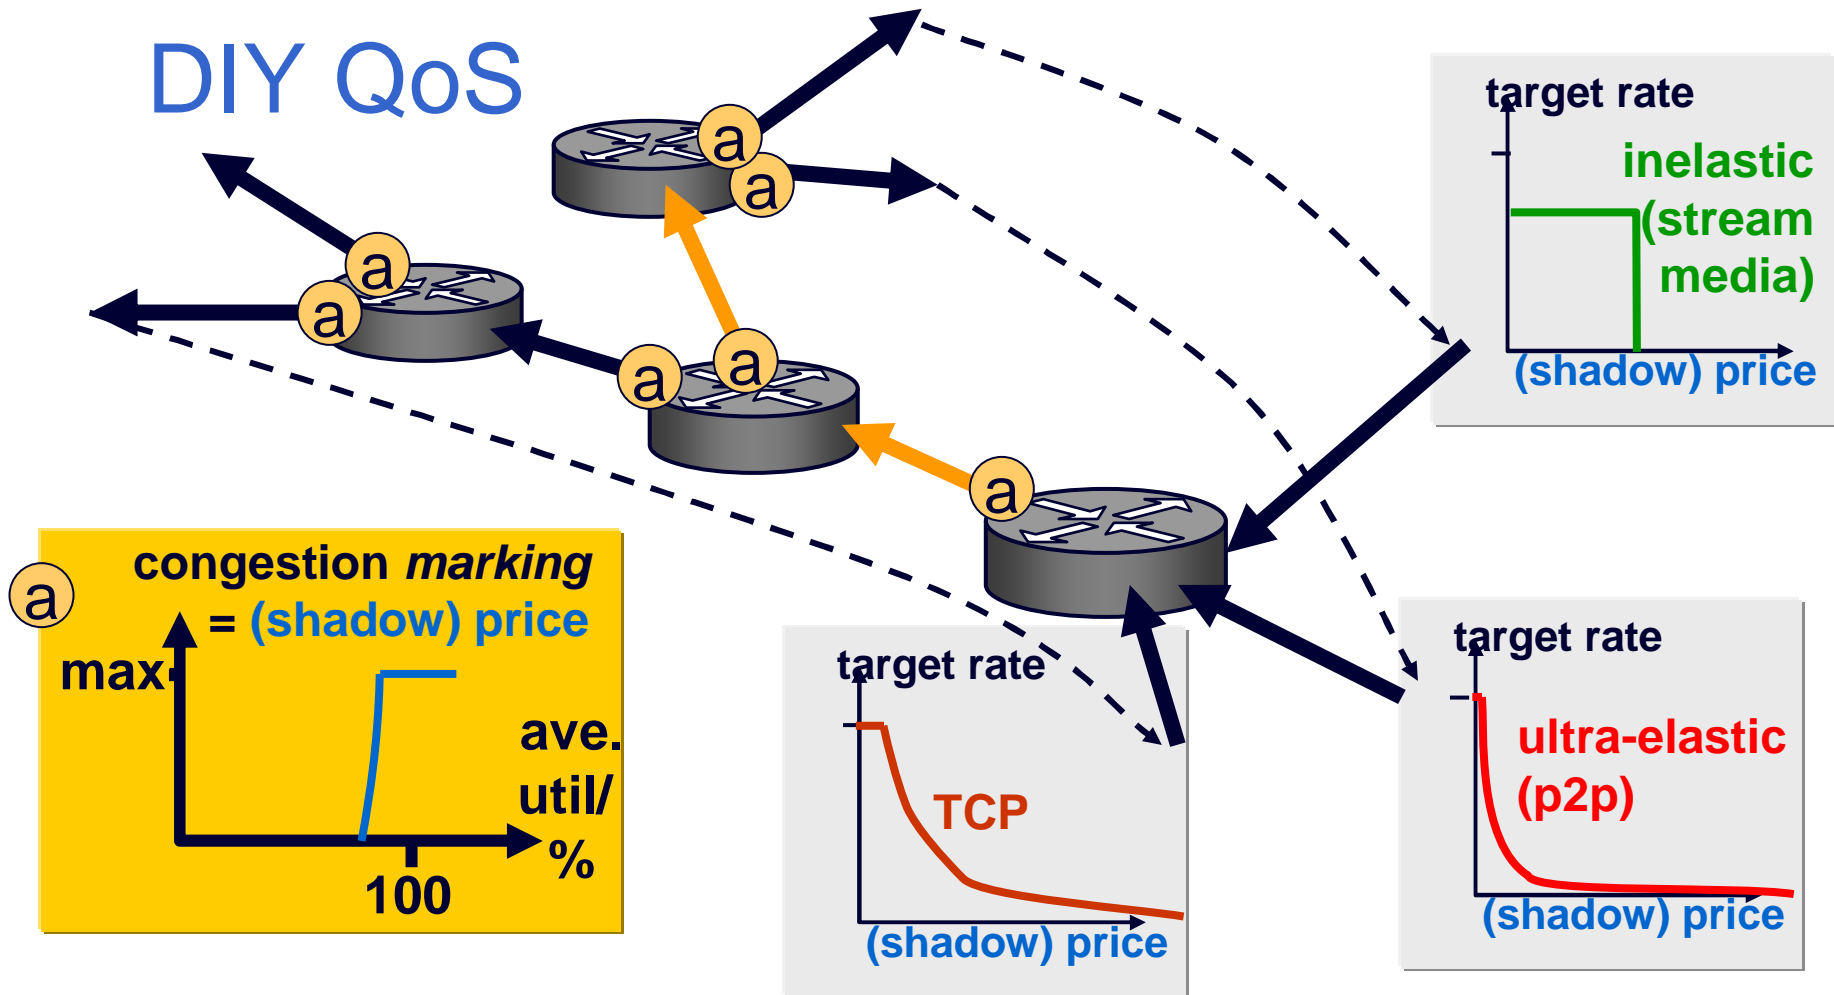 DIY QoS
a
a
a
a
a
a
a
target rate
inelastic
(stream
media)
(shadow) price
a
congestion marking
= (shadow) price
max
ave.
util/
%
100
target rate
TCP
(shadow) price
target rate
ultra-elastic
(p2p)
(shadow) price